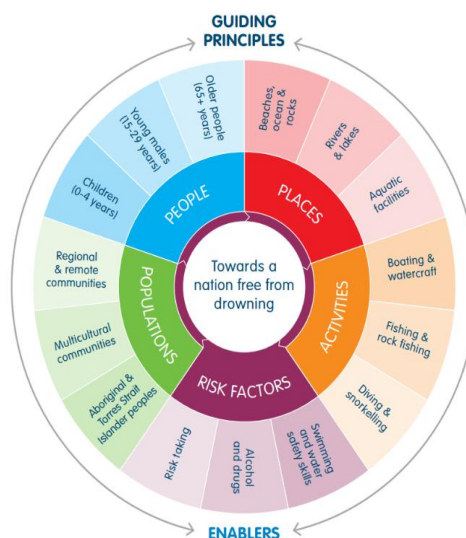 GUIDING
PRINCIPLES
Older people
(65+ years)
Young males
(15-29 years)
Children
(0-4 years)
PEOPLE
Beaches,
ocean &
rocks
Rivers
& lakes
Aquatic
facilities
PLACES
Boating &
watercraft
Fishing &
rock fishing
Diving &
snorkelling
ACTIVITIES
Swimming
and water
safety skills
Alcohol
and drugs
Risk taking
RISK FACTORS
Aboriginal &
Torres Strait
Islander peoples
Multicultural
communities
Regional
& remote
communities
POPULATIONS
Towards a
nation free from
drowning
ENABLERS